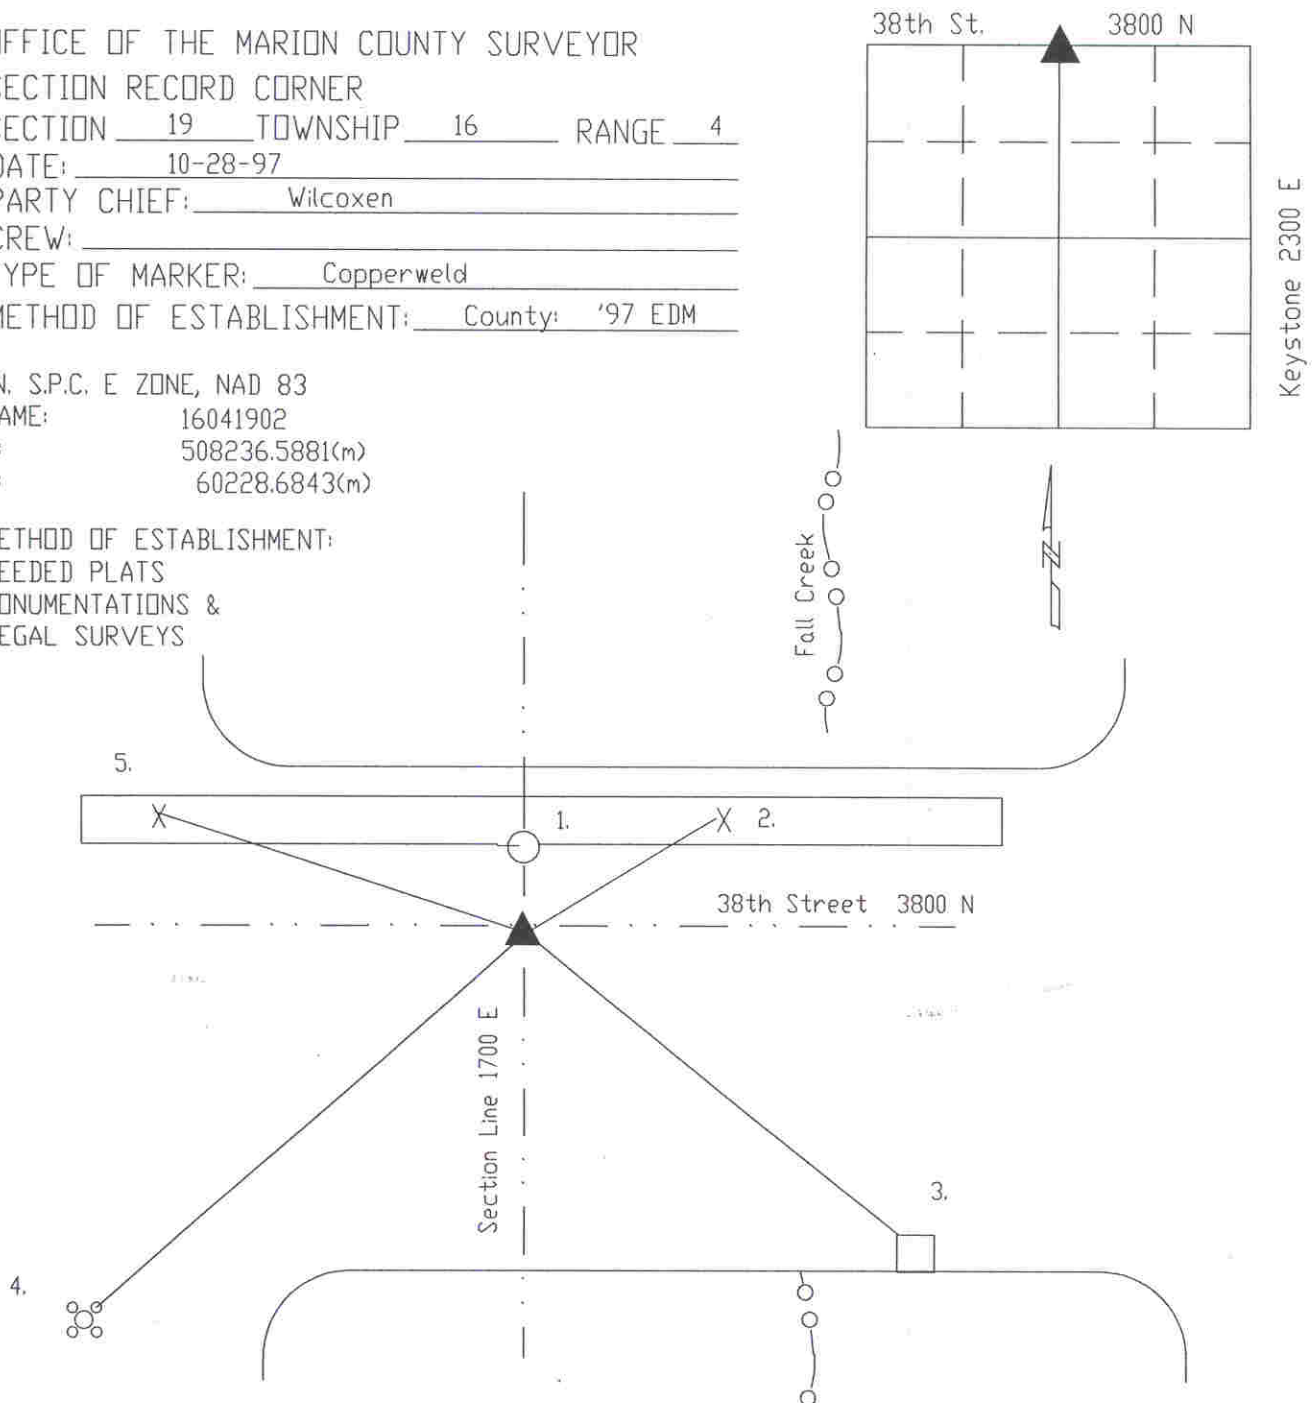 FFICE OF THE MARION COUNTY SURVEYOR
ECTION RECORD CORNER
ECTION 19 TOWNSHIP 16 RANGE 4
DATE: 10-28-97
PARTY CHIEF: Wilcoxen
CREW:
YPE OF MARKER: Copperweld
METHOD OF ESTABLISHMENT: County: '97 EDM
N. S.P.C. E ZONE, NAD 83
AME: 16041902
: 508236.5881(m)
: 60228.6843(m)
ETHOD OF ESTABLISHMENT:
EEDED PLATS
ONUMENTATIONS &
EGAL SURVEYS
38th St. 3800 N
Keystone 2300 E
Fall Creek
N
5.
1.
2.
38th Street 3800 N
Section Line 1700 E
3.
4.